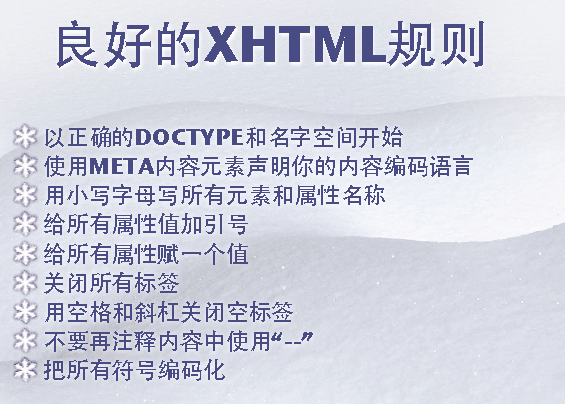 良好的XHTML规则
以正确的DOCTYPE和名字空间开始
使用META内容元素声明你的内容编码语言
用小写字母写所有元素和属性名称
给所有属性值加引号
给所有属性赋一个值
关闭所有标签
用空格和斜杠关闭空标签
不要再注释内容中使用“--”
把所有符号编码化